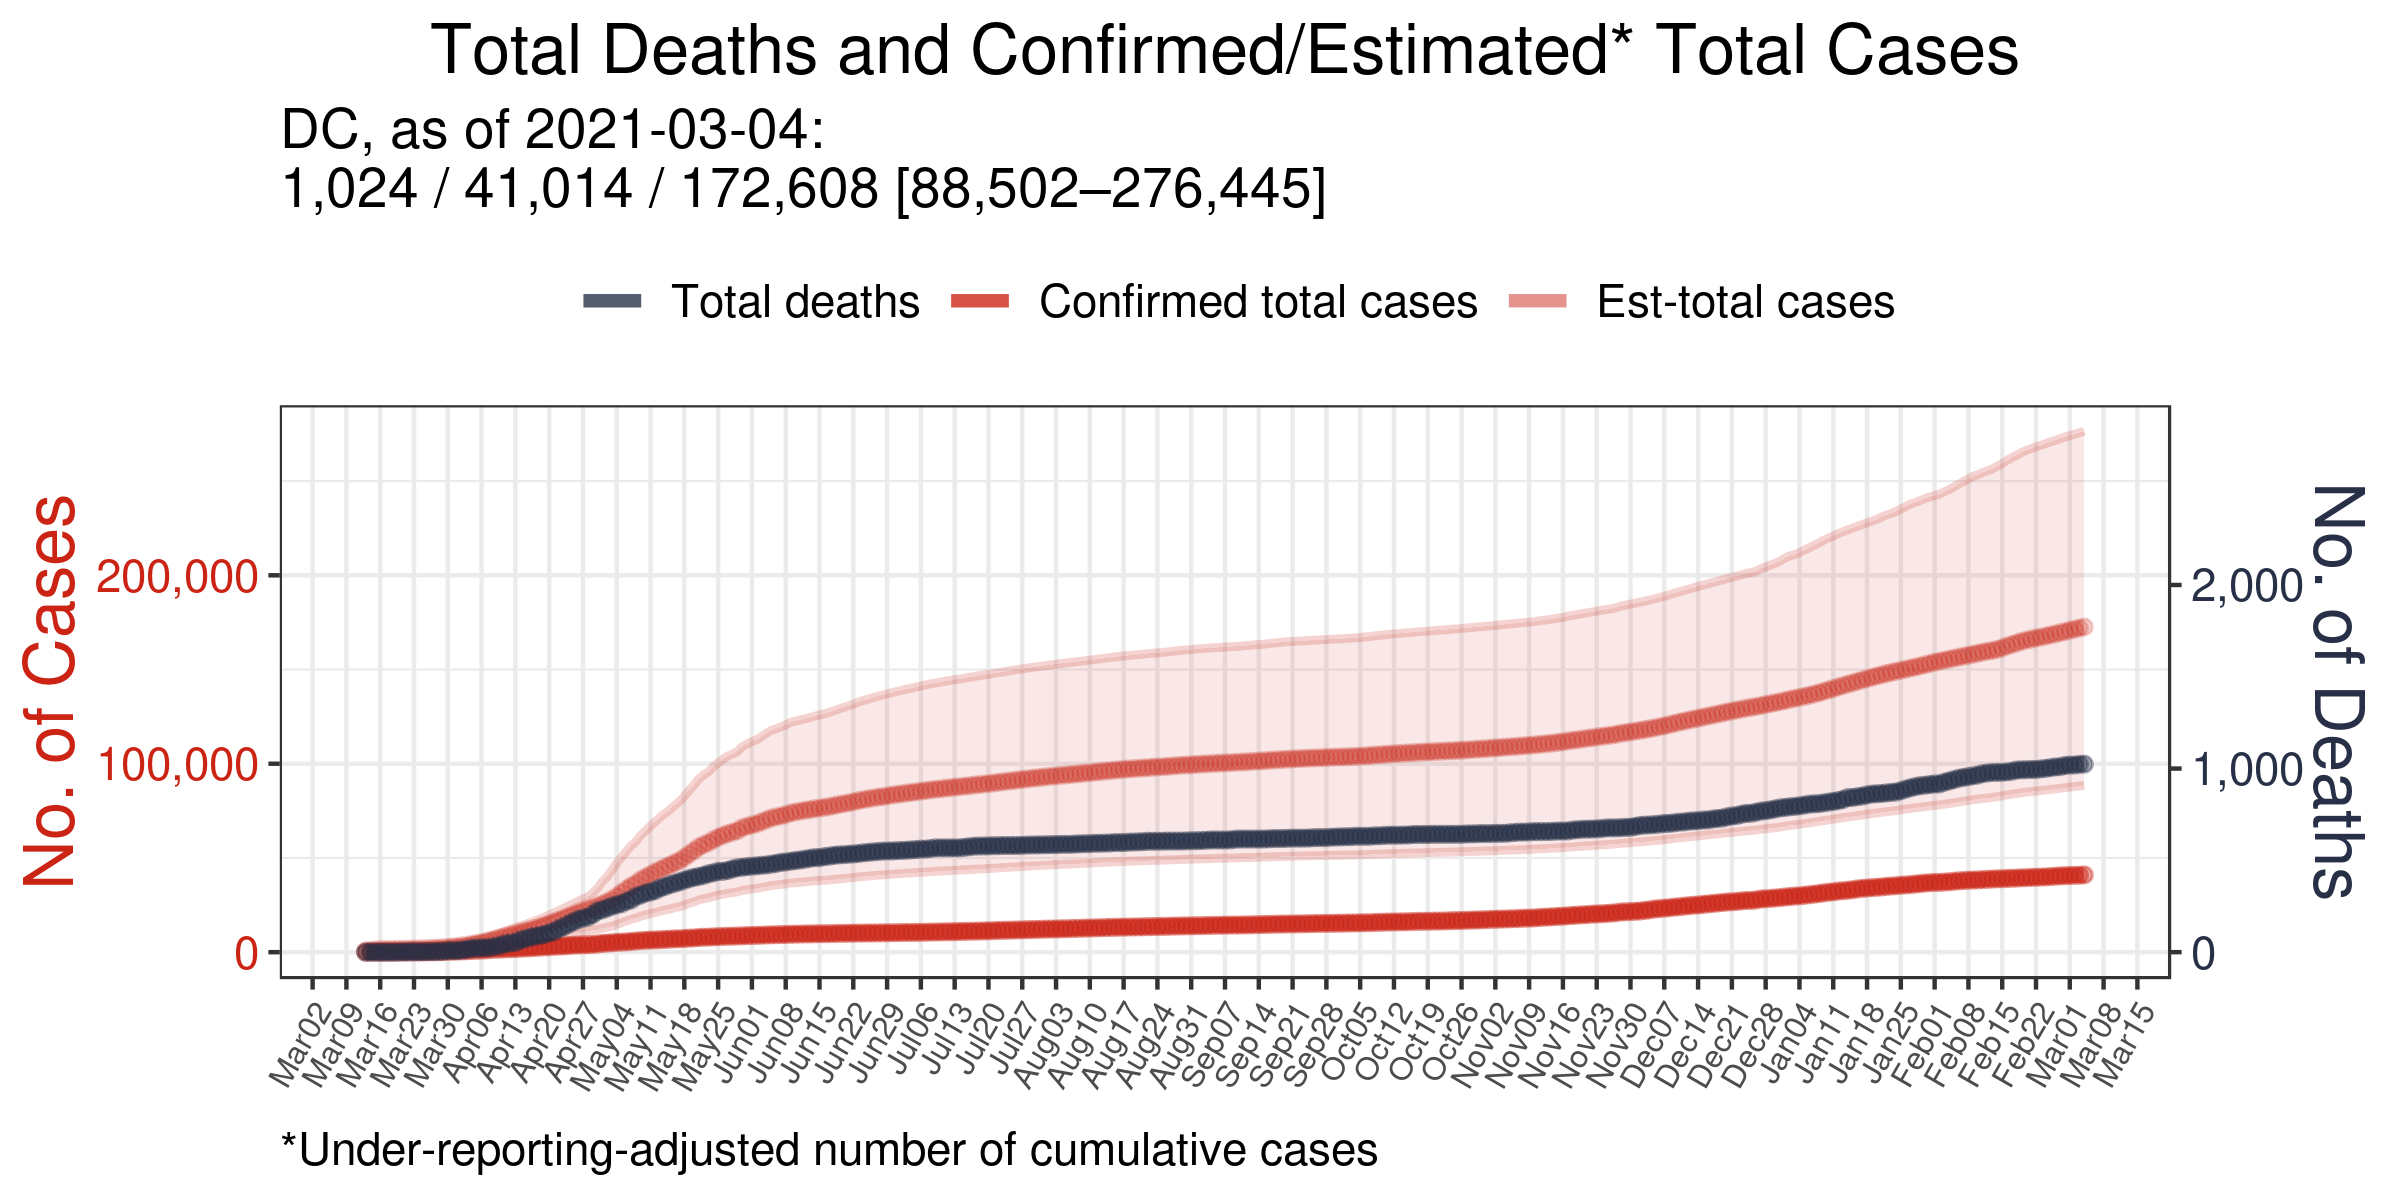 Total Deaths and Confirmed/Estimated* Total Cases
DC, as of 2021-03-04:
1,024 / 41,014 / 172,608 [88,502–276,445]
Total deaths
Confirmed total cases
Est-total cases
No. of Cases
200,000
100,000
0
2,000
1,000
0
No. of Deaths
Mar02
Mar09
Mar16
Mar23
Mar30
Apr06
Apr13
Apr20
Apr27
May04
May11
May18
May25
Jun01
Jun08
Jun15
Jun22
Jun29
Jul06
Jul13
Jul20
Jul27
Aug03
Aug10
Aug17
Aug24
Aug31
Sep07
Sep14
Sep21
Sep28
Oct05
Oct12
Oct19
Oct26
Nov02
Nov09
Nov16
Nov23
Nov30
Dec07
Dec14
Dec21
Dec28
Jan04
Jan11
Jan18
Jan25
Feb01
Feb08
Feb15
Feb22
Mar01
Mar08
Mar15
*Under-reporting-adjusted number of cumulative cases